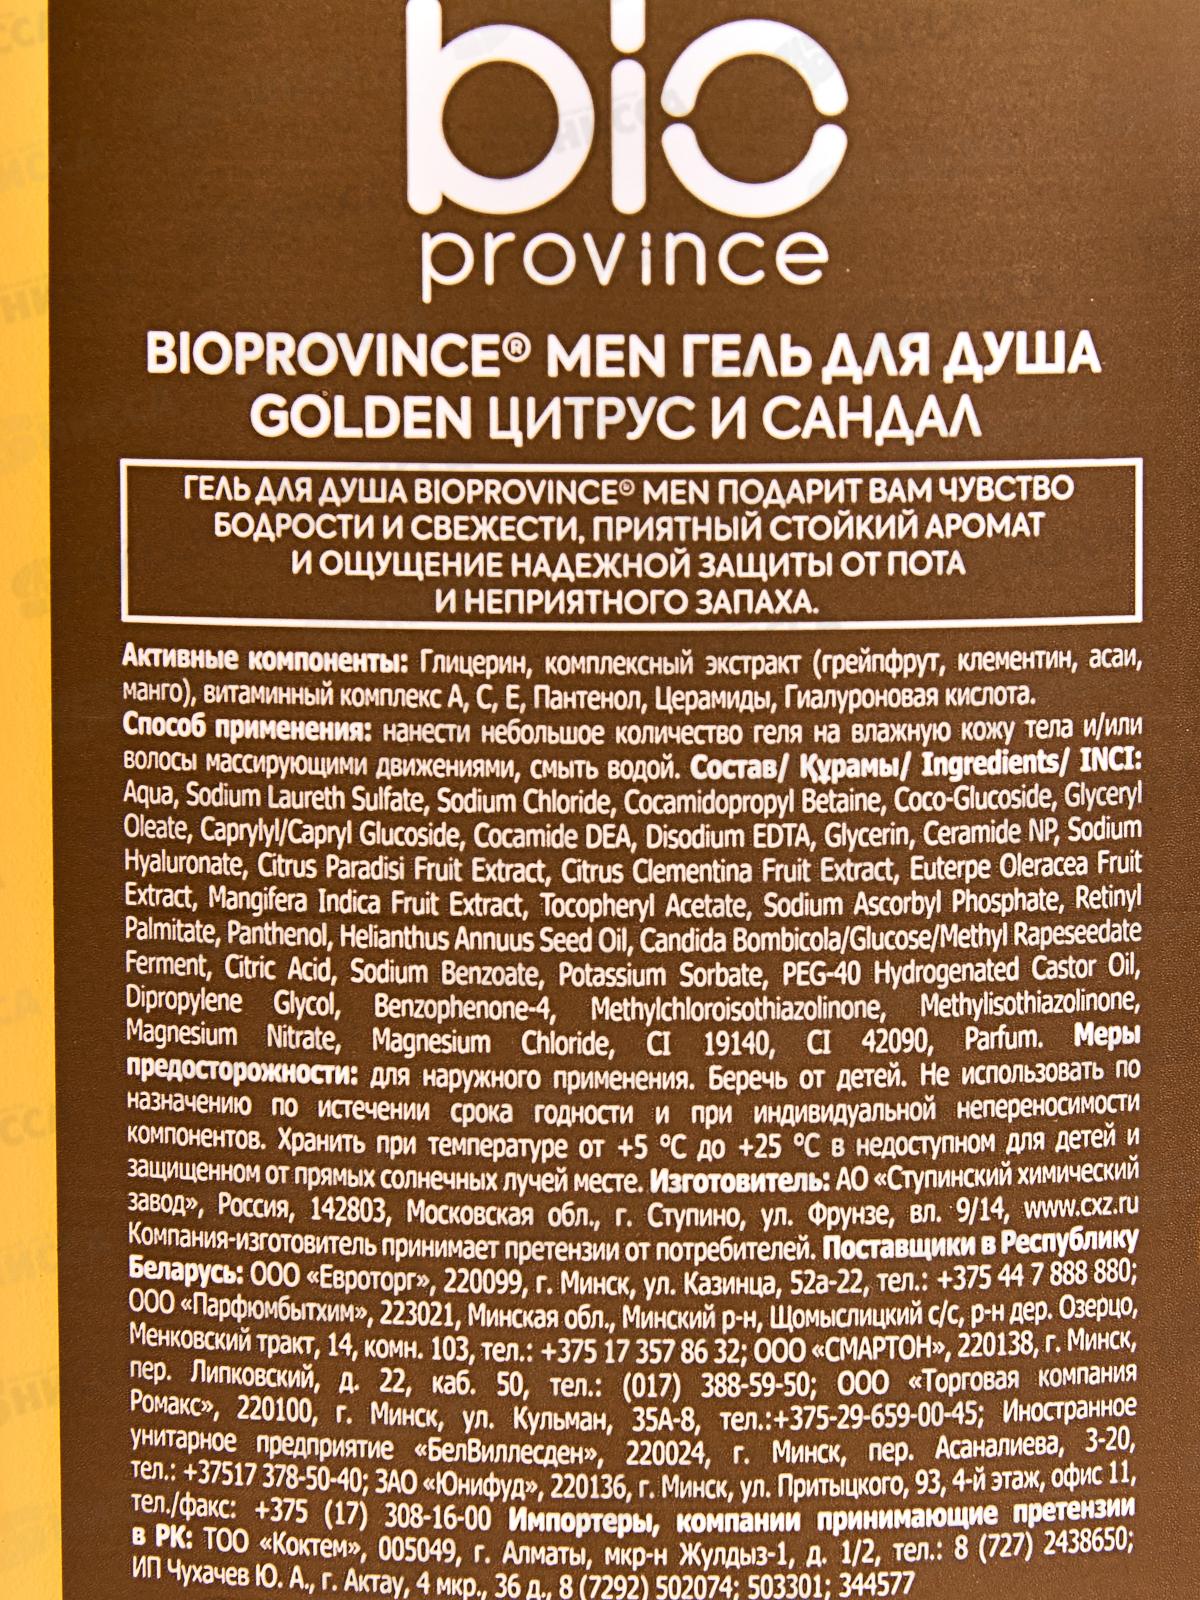 bio
province
BIOPROVINCE® MEN ГЕЛЬ ДЛЯ ДУША
GOLDEN ЦИТРУС И САНДАЛ
ГЕЛЬ ДЛЯ ДУША BIOPROVINCE® MEN ПОДАРИТ ВАМ ЧУВСТВО
БОДРОСТИ И СВЕЖЕСТИ, ПРИЯТНЫЙ СТОЙКИЙ АРОМАТ
И ОЩУЩЕНИЕ НАДЕЖНОЙ ЗАЩИТЫ ОТ ПОТА
И НЕПРИЯТНОГО ЗАПАХА.
Активные компоненты: Глицерин, комплексный экстракт (грейпфрут, клементин, асаи,
манго), витаминный комплекс А, С, Е, Пантенол, Церамиды, Гиалуроновая кислота.
Способ применения: нанести небольшое количество геля на влажную кожу тела и/или
волосы массирующими движениями, смыть водой. Состав/ Құрамы/ Ingredients/ INCI:
Aqua, Sodium Laureth Sulfate, Sodium Chloride, Cocamidopropyl Betaine, Coco-Glucoside, Glyceryl
Oleate, Caprylyl/Capryl Glucoside, Cocamide DEA, Disodium EDTA, Glycerin, Ceramide NP, Sodium
Hyaluronate, Citrus Paradisi Fruit Extract, Citrus Clementina Fruit Extract, Euterpe Oleracea Fruit
Extract, Mangifera Indica Fruit Extract, Tocopheryl Acetate, Sodium Ascorbyl Phosphate, Retinyl
Palmitate, Panthenol, Helianthus Annuus Seed Oil, Candida Bombicola/Glucose/Methyl Rapeseedate
Ferment, Citric Acid, Sodium Benzoate, Potassium Sorbate, PEG-40 Hydrogenated Castor Oil,
Dipropylene Glycol, Benzophenone-4, Methylchloroisothiazolinone, Methylisothiazolinone,
Magnesium Nitrate, Magnesium Chloride, CI 19140, CI 42090, Parfum. Меры
предосторожности: для наружного применения. Беречь от детей. Не использовать по
назначению по истечении срока годности и при индивидуальной непереносимости
компонентов. Хранить при температуре от +5 °C до +25 °C в недоступном для детей и
защищенном от прямых солнечных лучей месте. Изготовитель: АО «Ступинский химический
завод», Россия, 142803, Московская обл., г. Ступино, ул. Фрунзе, вл. 9/14, www.cxz.ru
Компания-изготовитель принимает претензии от потребителей. Поставщики в Республику
Беларусь: ООО «Евроторг», 220099, г. Минск, ул. Казинца, 52а-22, тел.: +375 44 7 888 880;
ООО «Парфюмбытхим», 223021, Минская обл., Минский р-н, Щомыслицкий с/с, р-н дер. Озерцо,
Менковский тракт, 14, комн. 103, тел.: +375 17 357 86 32; ООО «СМАРТОН», 220138, г. Минск,
пер. Липковский, д. 22, каб. 50, тел.: (017) 388-59-50; ООО «Торговая компания
Ромакс», 220100, г. Минск, ул. Кульман, 35А-8, тел.:+375-29-659-00-45; Иностранное
унитарное предприятие «БелВиллесден», 220024, г. Минск, пер. Асаналиева, 3-20,
тел.: +37517 378-50-40; ЗАО «Юнифуд», 220136, г. Минск, ул. Притыцкого, 93, 4-й этаж, офис 11,
тел./факс: +375 (17) 308-16-00 Импортеры, компании принимающие претензии
в РК: ТОО «Коктем», 005049, г. Алматы, мкр-н Жулдыз-1, д. 1/2, тел.: 8 (727) 2438650;
ИП Чухачев Ю. А., г. Актау, 4 мкр., 36 д., 8 (7292) 502074; 503301; 344577